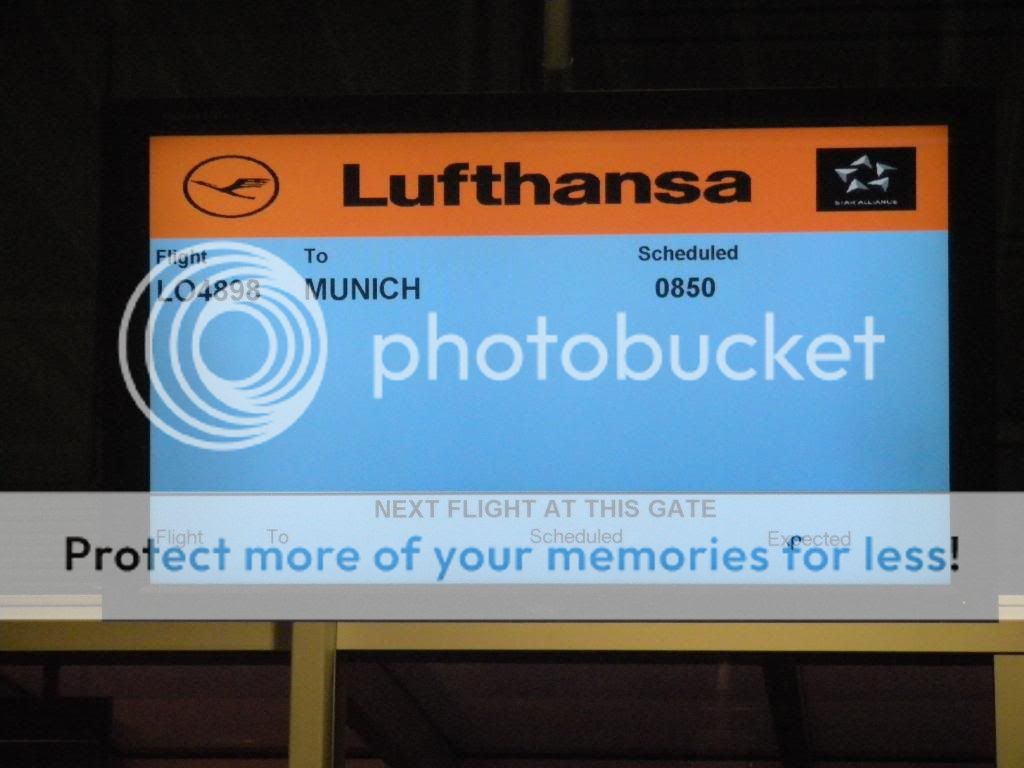 Lufthansa
STAR ALLIANCE
Flight To Scheduled
LO4898 MUNICH 0850
photobucket
NEXT FLIGHT AT THIS GATE
Flight To Scheduled Expected
Protect more of your memories for less!